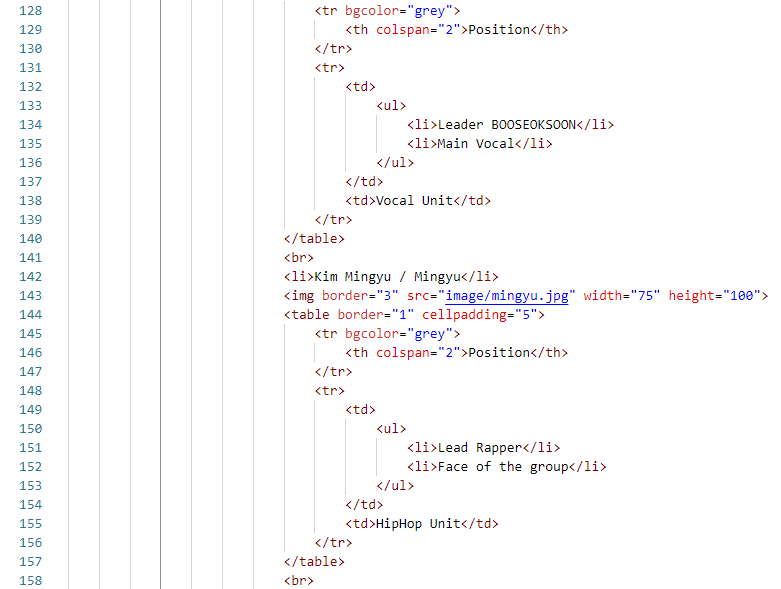 128 <tr bgcolor="grey">
129 <th colspan="2">Position</th>
130 </tr>
131 <tr>
132 <td>
133 <ul>
134 <li>Leader BOOSEOKSOON</li>
135 <li>Main Vocal</li>
136 </ul>
137 </td>
138 <td>Vocal Unit</td>
139 </tr>
140 </table>
141 <br>
142 <li>Kim Mingyu / Mingyu</li>
143 <img border="3" src="image/mingyu.jpg" width="75" height="100">
144 <table border="1" cellpadding="5">
145 <tr bgcolor="grey">
146 <th colspan="2">Position</th>
147 </tr>
148 <tr>
149 <td>
150 <ul>
151 <li>Lead Rapper</li>
152 <li>Face of the group</li>
153 </ul>
154 </td>
155 <td>HipHop Unit</td>
156 </tr>
157 </table>
158 <br>